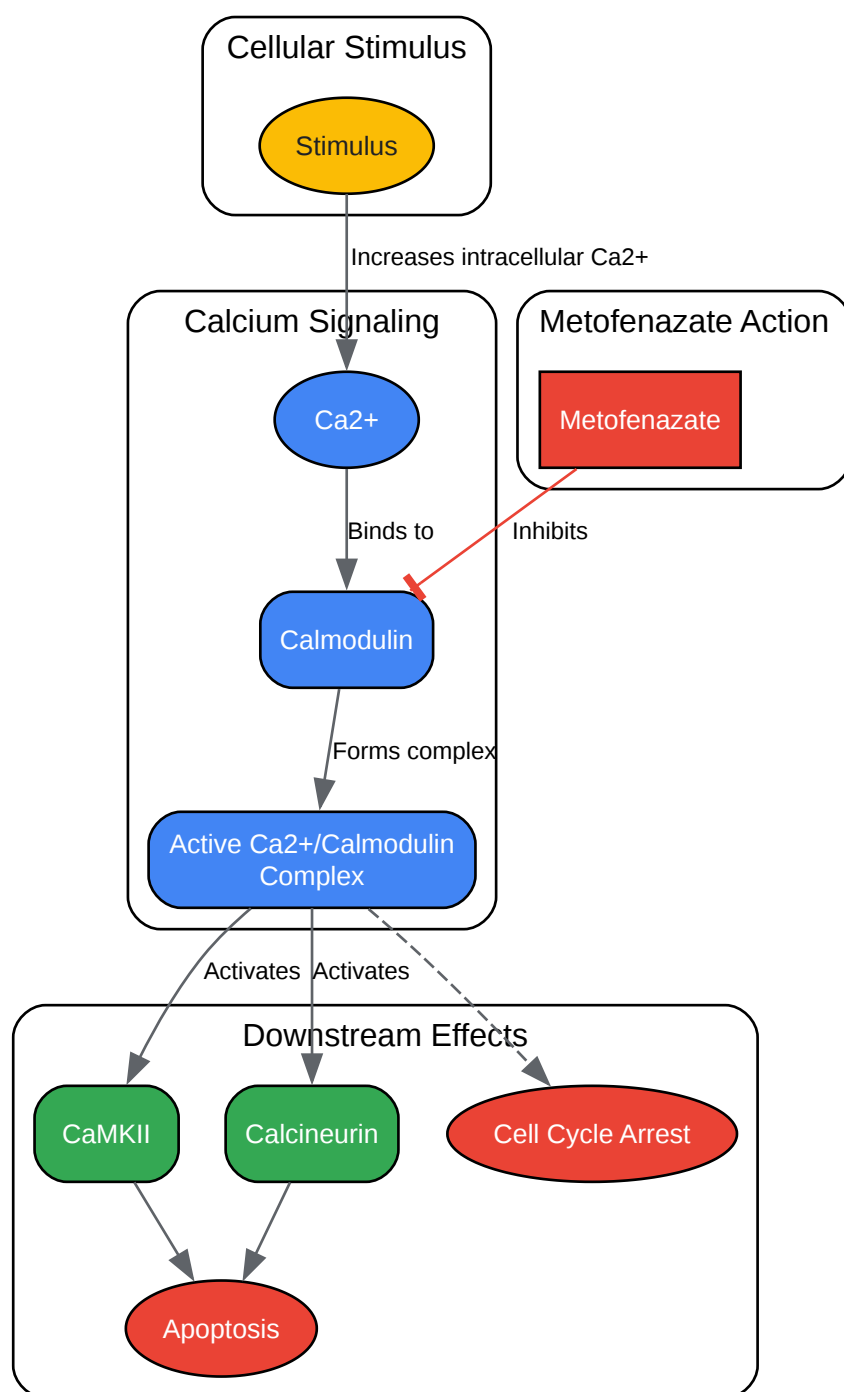 Cellular Stimulus
Stimulus
Increases intracellular Ca2+
Calcium Signaling
Metofenazate Action
Ca2+
Metofenazate
Binds to
Inhibits
Calmodulin
Forms complex
Active Ca2+/Calmodulin
Complex
Activates
Activates
Downstream Effects
CaMKII
Calcineurin
Cell Cycle Arrest
Apoptosis